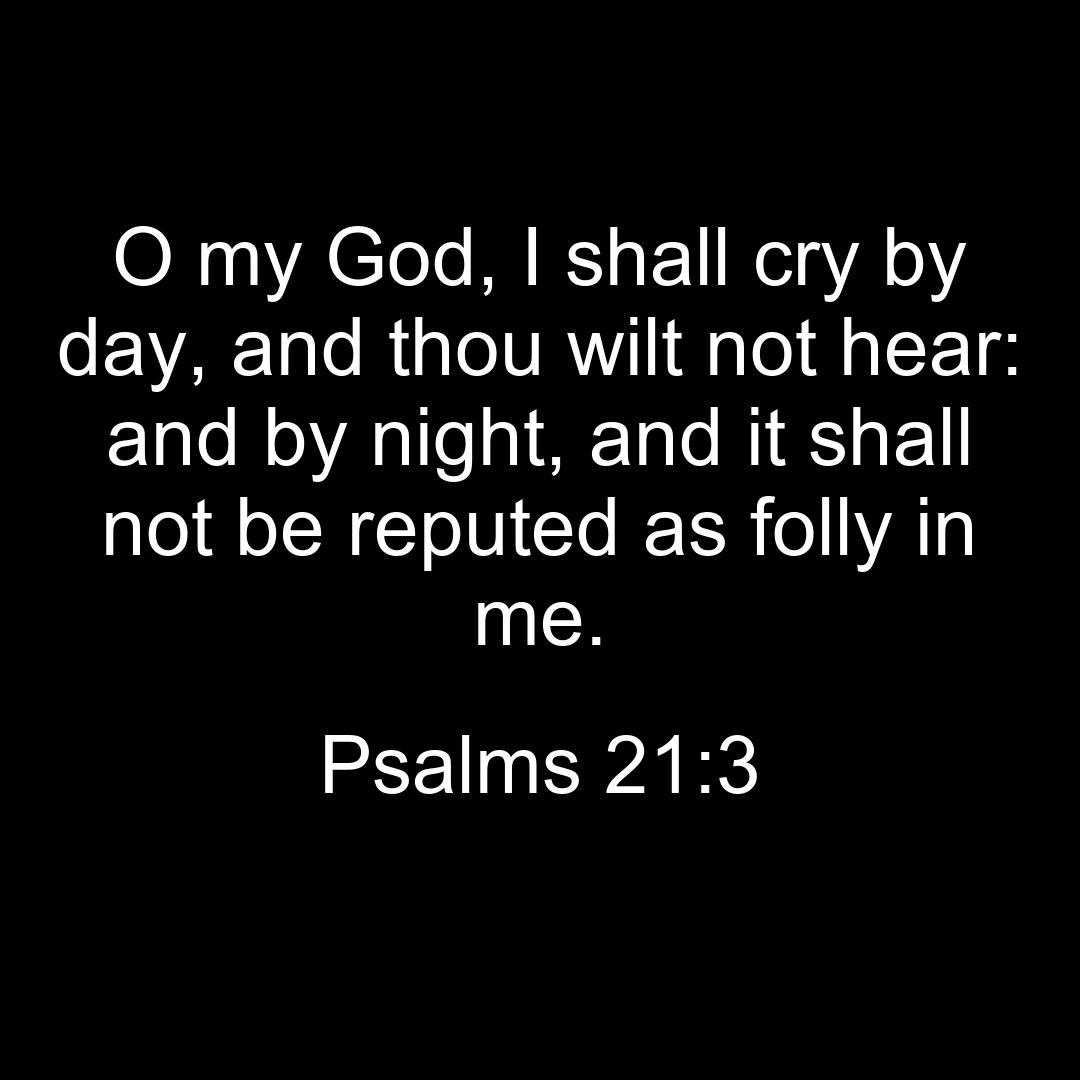 O my God, I shall cry by
day, and thou wilt not hear:
and by night, and it shall
not be reputed as folly in
me.
Psalms 21:3